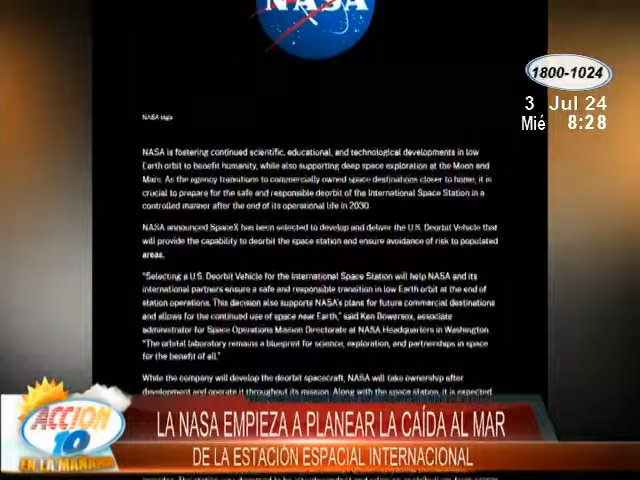 NASA
1800-1024
3 Jul 24
Mié 8:28
NASA logo
NASA is fostering continued scientific, educational, and technological developments in low
Earth orbit to benefit humanity, while also supporting deep space exploration at the Moon and
Mars. As the agency transitions to commercially owned space destinations closer to home, it is
crucial to prepare for the safe and responsible deorbit of the International Space Station in a
controlled manner after the end of its operational life in 2030.
NASA announced SpaceX has been selected to develop and deliver the U.S. Deorbit Vehicle that
will provide the capability to deorbit the space station and ensure avoidance of risk to populated
areas.
"Selecting a U.S. Deorbit Vehicle for the International Space Station will help NASA and its
international partners ensure a safe and responsible transition in low Earth orbit at the end of
station operations. This decision also supports NASA's plans for future commercial destinations
and allows for the continued use of space near Earth," said Ken Bowersox, associate
administrator for Space Operations Mission Directorate at NASA Headquarters in Washington.
"The orbital laboratory remains a blueprint for science, exploration, and partnerships in space
for the benefit of all."
While the company will develop the deorbit spacecraft, NASA will take ownership after
development and operate it throughout its mission. Along with the space station, it is expected
ACCION
10
EN LA MAÑANA
LA NASA EMPIEZA A PLANEAR LA CAÍDA AL MAR
DE LA ESTACIÓN ESPACIAL INTERNACIONAL